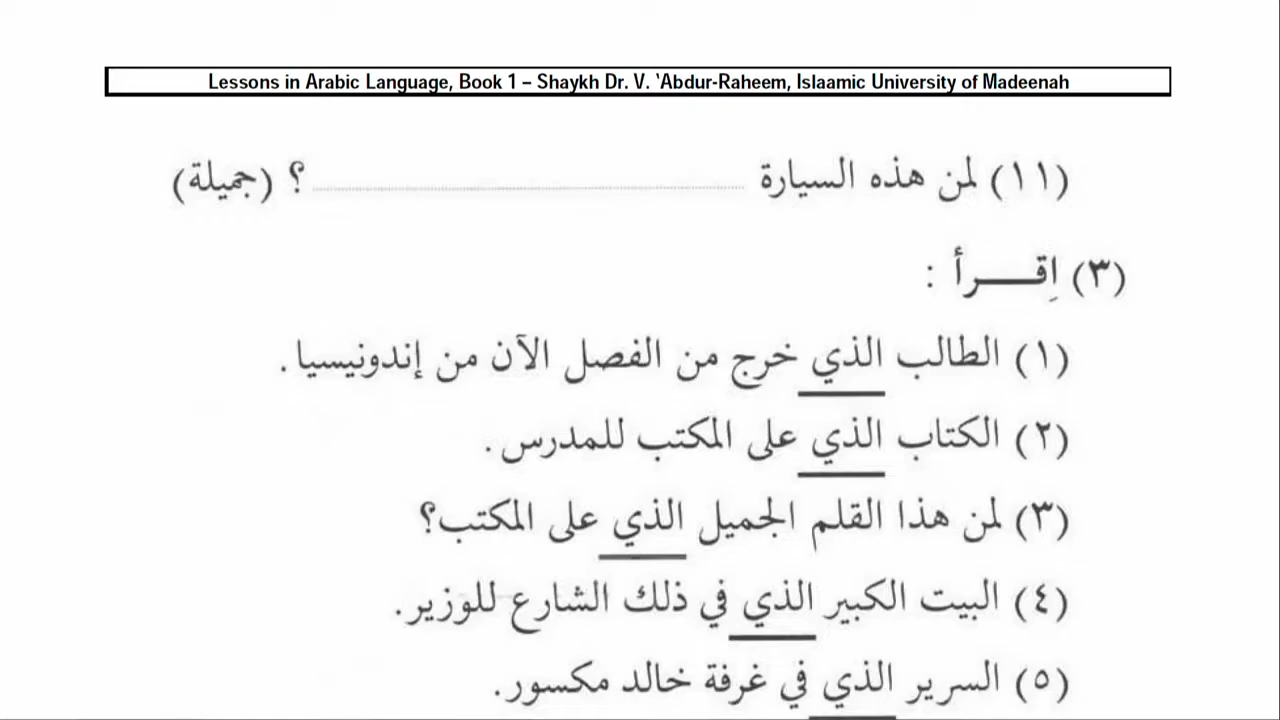 Lessons in Arabic Language, Book 1 – Shaykh Dr. V. ‛Abdur-Raheem, Islaamic University of Madeenah
(١١) لمن هذه السيارة ........................ ؟ (جميلة)
(٣) اِقـــرأ :
(١) الطالب الذي خرج من الفصل الآن من إندونيسيا.
(٢) الكتاب الذي على المكتب للمدرس.
(٣) لمن هذا القلم الجميل الذي على المكتب؟
(٤) البيت الكبير الذي في ذلك الشارع للوزير.
(٥) السرير الذي في غرفة خالد مكسور.